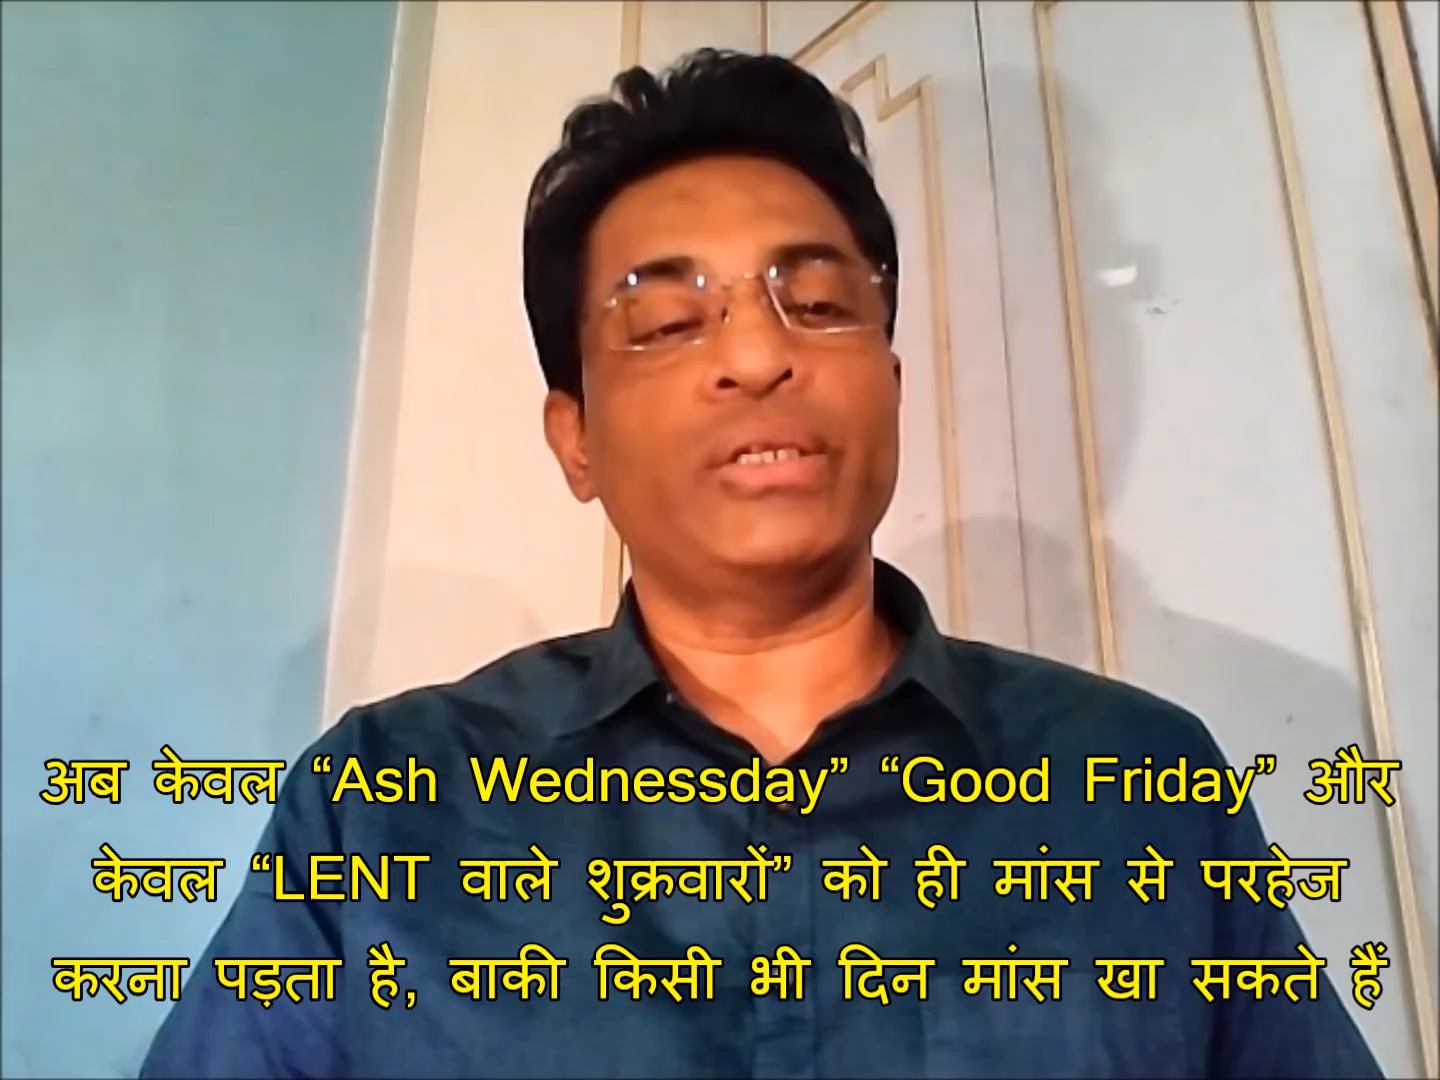 अब केवल “Ash Wednessday” “Good Friday” और
केवल “LENT वाले शुक्रवारों” को ही मांस से परहेज
करना पड़ता है, बाकी किसी भी दिन मांस खा सकते हैं